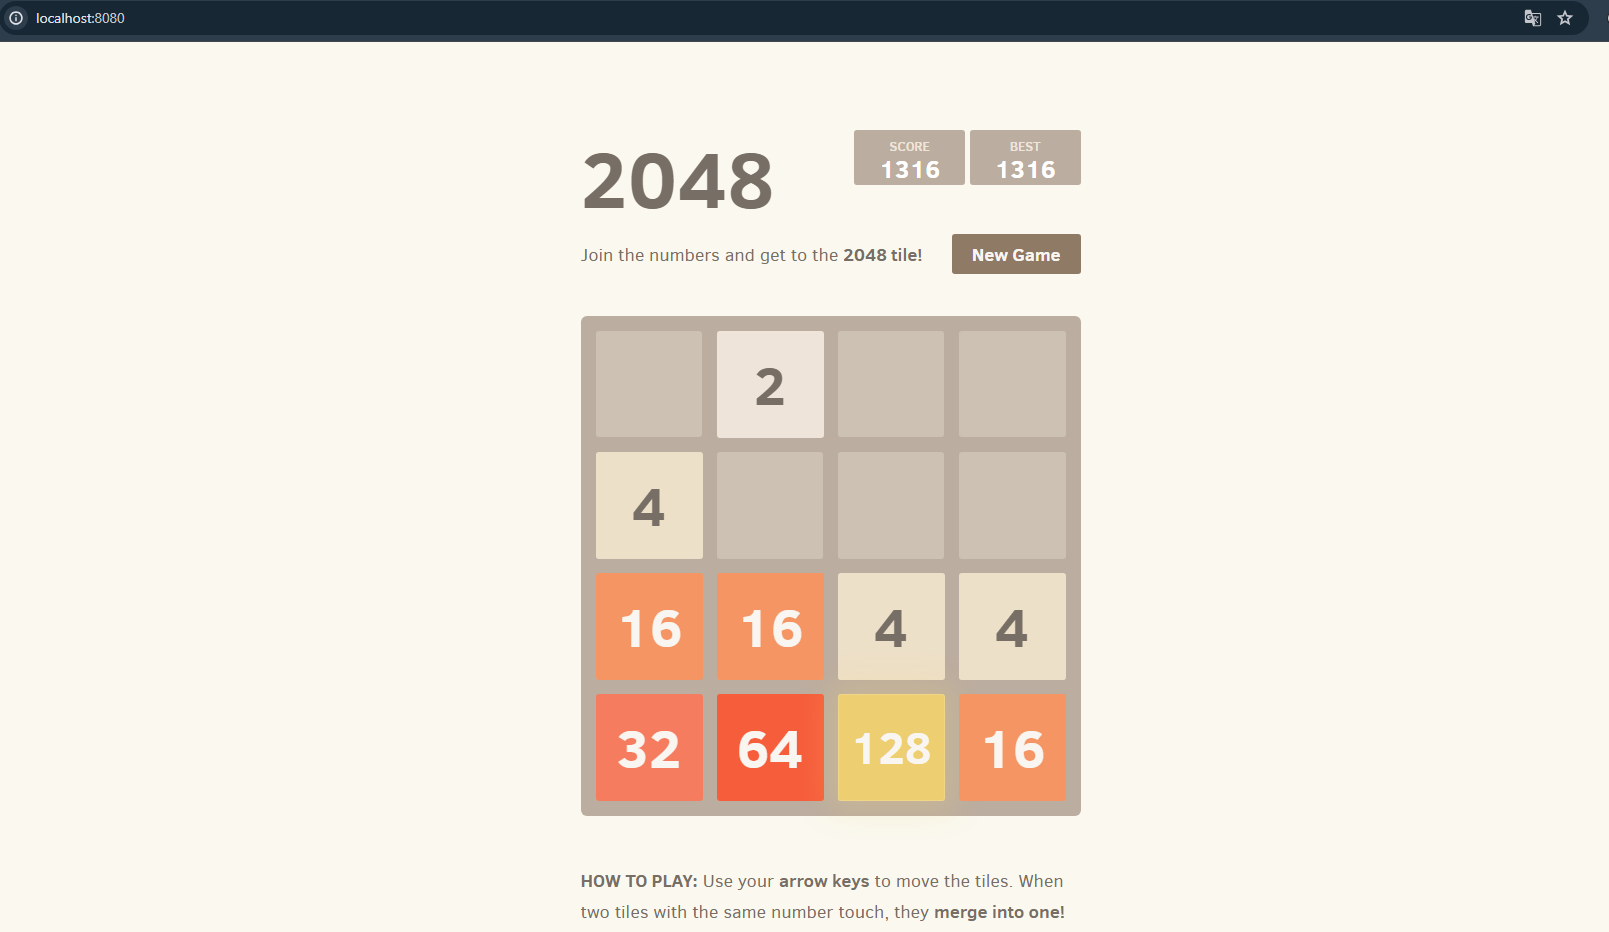 localhost:8080
2048
SCORE
1316
BEST
1316
Join the numbers and get to the 2048 tile!
New Game
2
4
16 16 4 4
32 64 128 16
HOW TO PLAY: Use your arrow keys to move the tiles. When
two tiles with the same number touch, they merge into one!